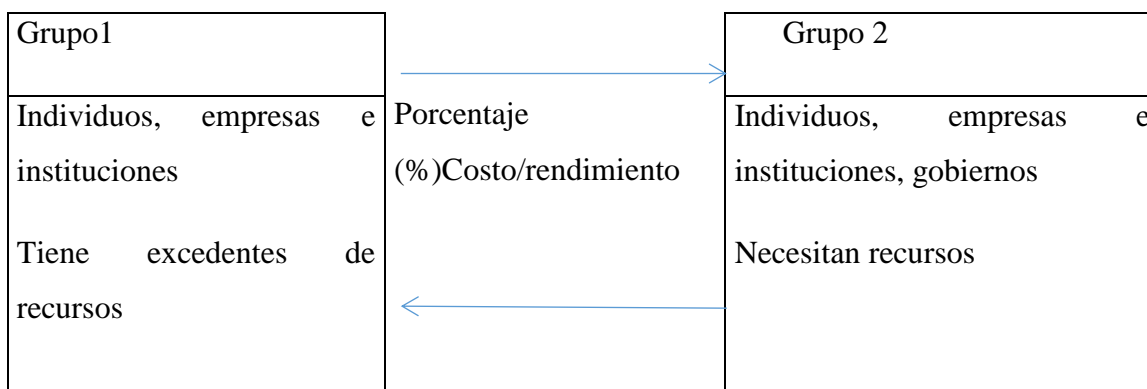 Grupo1
Individuos, empresas e
instituciones
Tiene excedentes de
recursos
Porcentaje
(%)Costo/rendimiento
Grupo 2
Individuos, empresas e
instituciones, gobiernos
Necesitan recursos